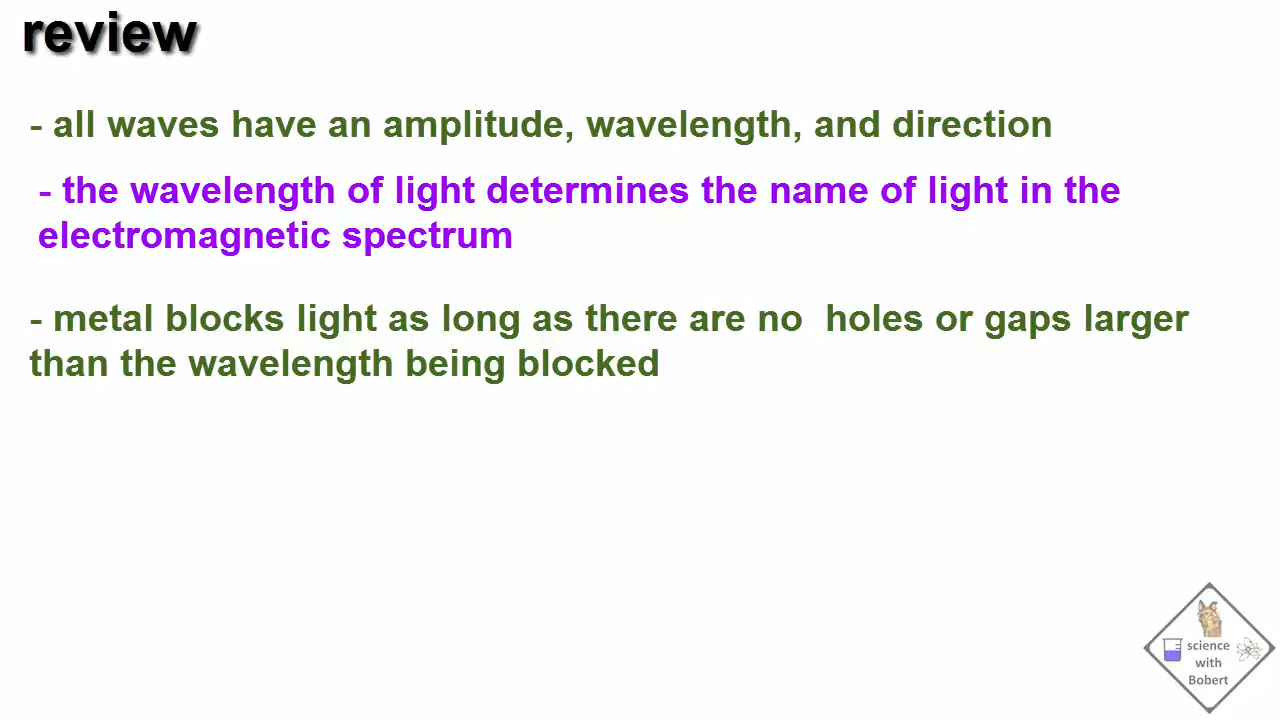 review
- all waves have an amplitude, wavelength, and direction
- the wavelength of light determines the name of light in the
electromagnetic spectrum
- metal blocks light as long as there are no  holes or gaps larger
than the wavelength being blocked
science
with
Bobert